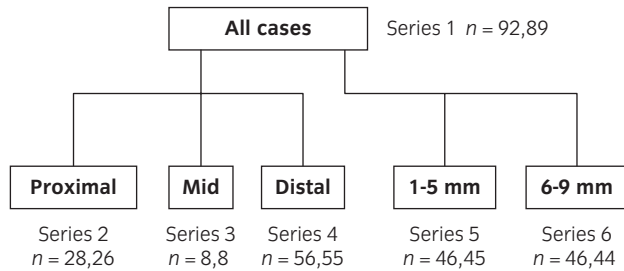 All cases Series 1 n = 92,89
Proximal Mid Distal 1-5 mm 6-9 mm
Series 2 Series 3 Series 4 Series 5 Series 6
n = 28,26 n = 8,8 n = 56,55 n = 46,45 n = 46,44